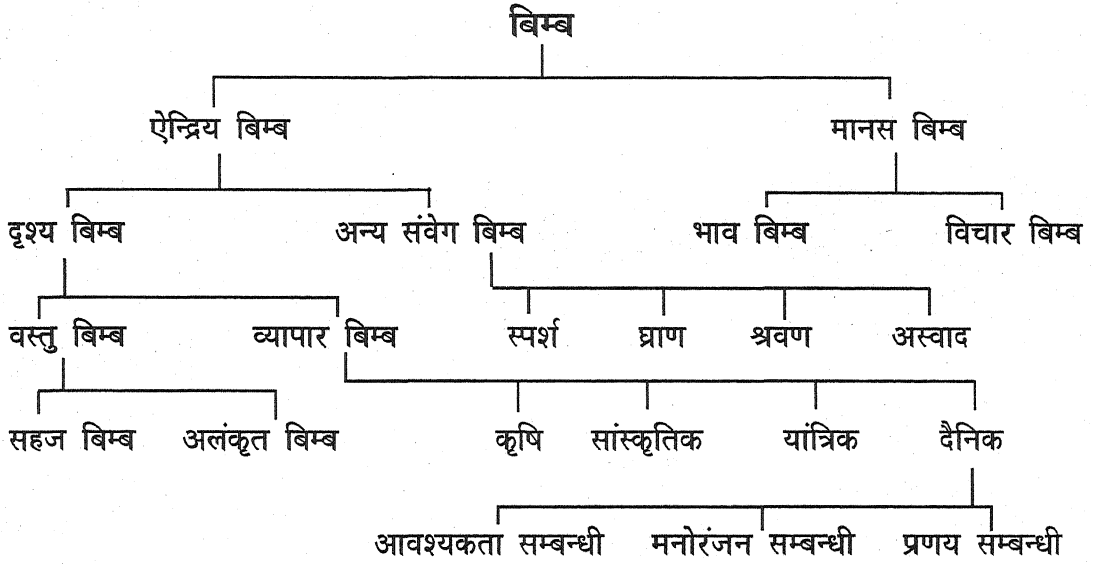 बिम्ब
ऐन्द्रिय बिम्ब मानस बिम्ब
दृश्य बिम्ब अन्य संवेग बिम्ब भाव बिम्ब विचार बिम्ब
वस्तु बिम्ब व्यापार बिम्ब स्पर्श घ्राण श्रवण अस्वाद
सहज बिम्ब अलंकृत बिम्ब कृषि सांस्कृतिक यांत्रिक दैनिक
आवश्यकता सम्बन्धी मनोरंजन सम्बन्धी प्रणय सम्बन्धी